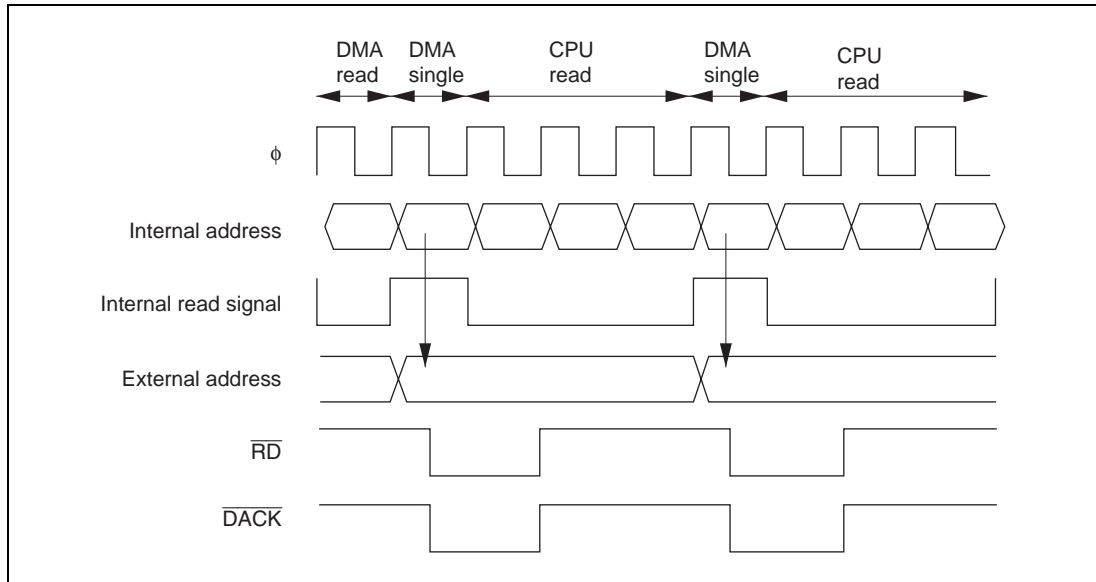 DMA read
DMA single
CPU read
DMA single
CPU read
φ
Internal address
Internal read signal
External address
RD
DACK